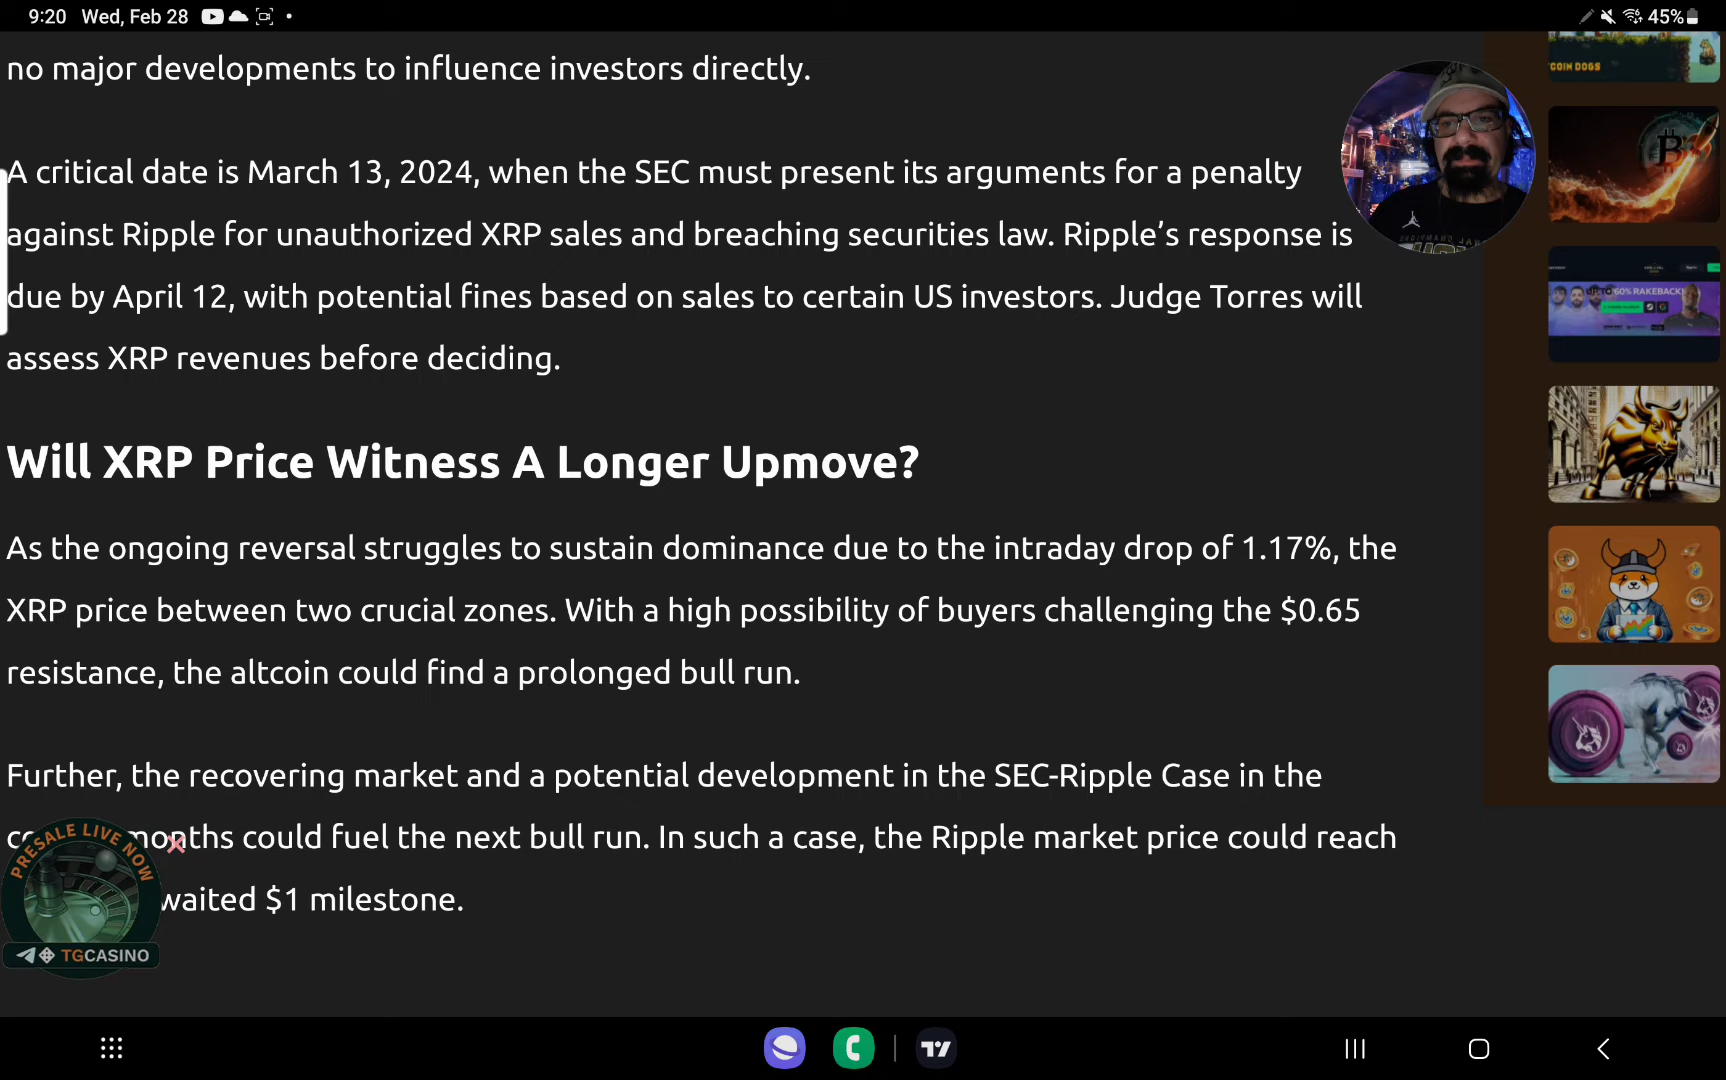 9:20 Wed, Feb 28
45%
no major developments to influence investors directly.
A critical date is March 13, 2024, when the SEC must present its arguments for a penalty
against Ripple for unauthorized XRP sales and breaching securities law. Ripple’s response is
due by April 12, with potential fines based on sales to certain US investors. Judge Torres will
assess XRP revenues before deciding.
Will XRP Price Witness A Longer Upmove?
As the ongoing reversal struggles to sustain dominance due to the intraday drop of 1.17%, the
XRP price between two crucial zones. With a high possibility of buyers challenging the $0.65
resistance, the altcoin could find a prolonged bull run.
Further, the recovering market and a potential development in the SEC-Ripple Case in the
months could fuel the next bull run. In such a case, the Ripple market price could reach
waited $1 milestone.
PRESALE LIVE NOW
TGCASINO
COIN DOGS
60% RAKEBACK